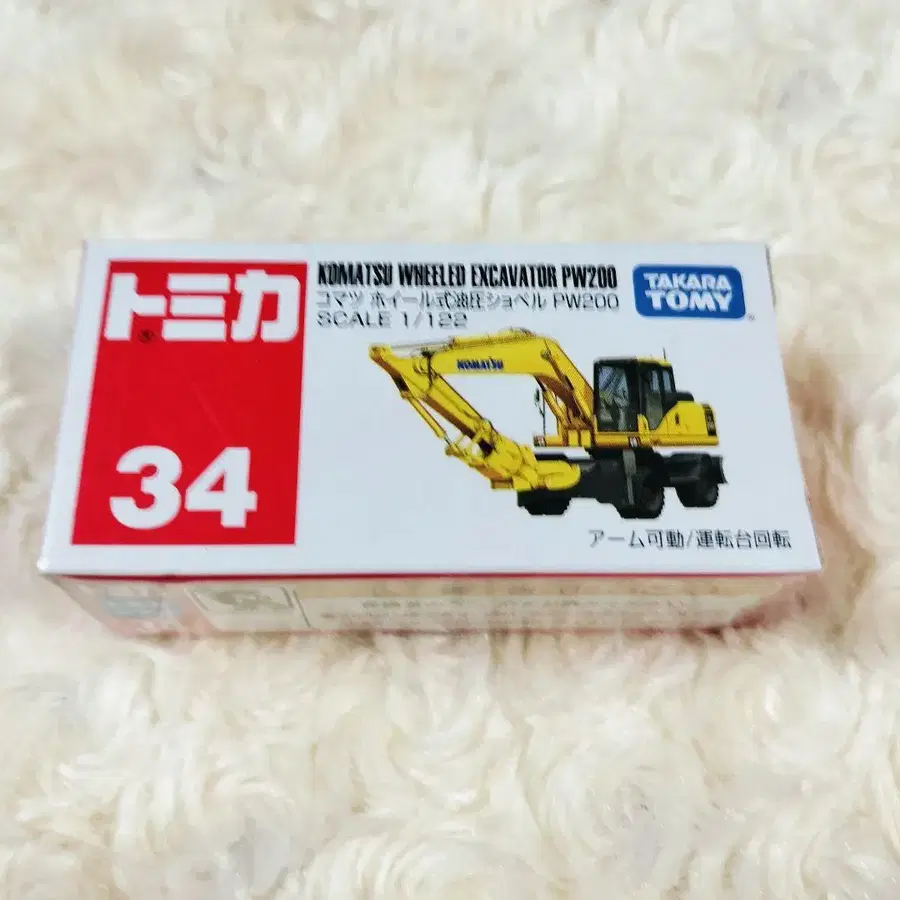 トミカ
34
KOMATSU WHEELED EXCAVATOR PW200
コマツ ホイール式油圧ショベル PW200
SCALE 1/122
TAKARA
TOMY
KOMATSU
アーム可動/運転台回転